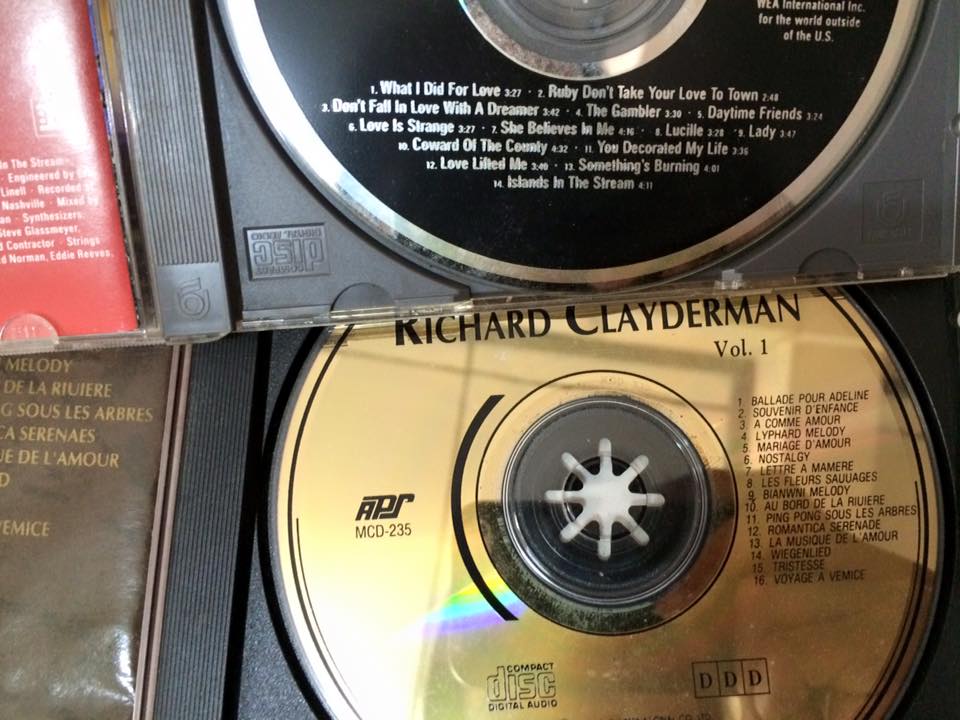 WEA International Inc.
for the world outside
of the U.S.
1. What I Did For Love 3:27 · 2. Ruby Don't Take Your Love To Town 2:48
3. Don't Fall In Love With A Dreamer 3:42 · 4. The Gambler 3:30 · 5. Daytime Friends 3:24
6. Love Is Strange 3:27 · 7. She Believes In Me 4:16 · 8. Lucille 3:28 · 9. Lady 3:47
10. Coward Of The County 4:32 · 11. You Decorated My Life 3:36
12. Love Lifted Me 3:40 · 13. Something's Burning 4:01
14. Islands In The Stream 4:11
In The Stream
· Engineered by
Linell · Recorded
Nashville · Mixed by
Synthesizers:
Steve Glassmeyer,
Contractor · Strings
Norman, Eddie Reeves,
COMPACT
disc
DIGITAL AUDIO
MELODY
DE LA RIUIERE
SOUS LES ARBRES
SERENAES
DE L'AMOUR
VEMICE
RICHARD CLAYDERMAN
Vol. 1
1. BALLADE POUR ADELINE
2. SOUVENIR D'ENFANCE
3. A COMME AMOUR
4. LYPHARD MELODY
5. MARIAGE D'AMOUR
6. NOSTALGY
7. LETTRE A MAMERE
8. LES FLEURS SAUUAGES
9. BIANWNI MELODY
10. AU BORD DE LA RIUIERE
11. PING PONG SOUS LES ARBRES
12. ROMANTICA SERENADE
13. LA MUSIQUE DE L'AMOUR
14. WIEGENLIED
15. TRISTESSE
16. VOYAGE A VEMICE
APS
MCD-235
COMPACT
disc
DIGITAL AUDIO
DDD